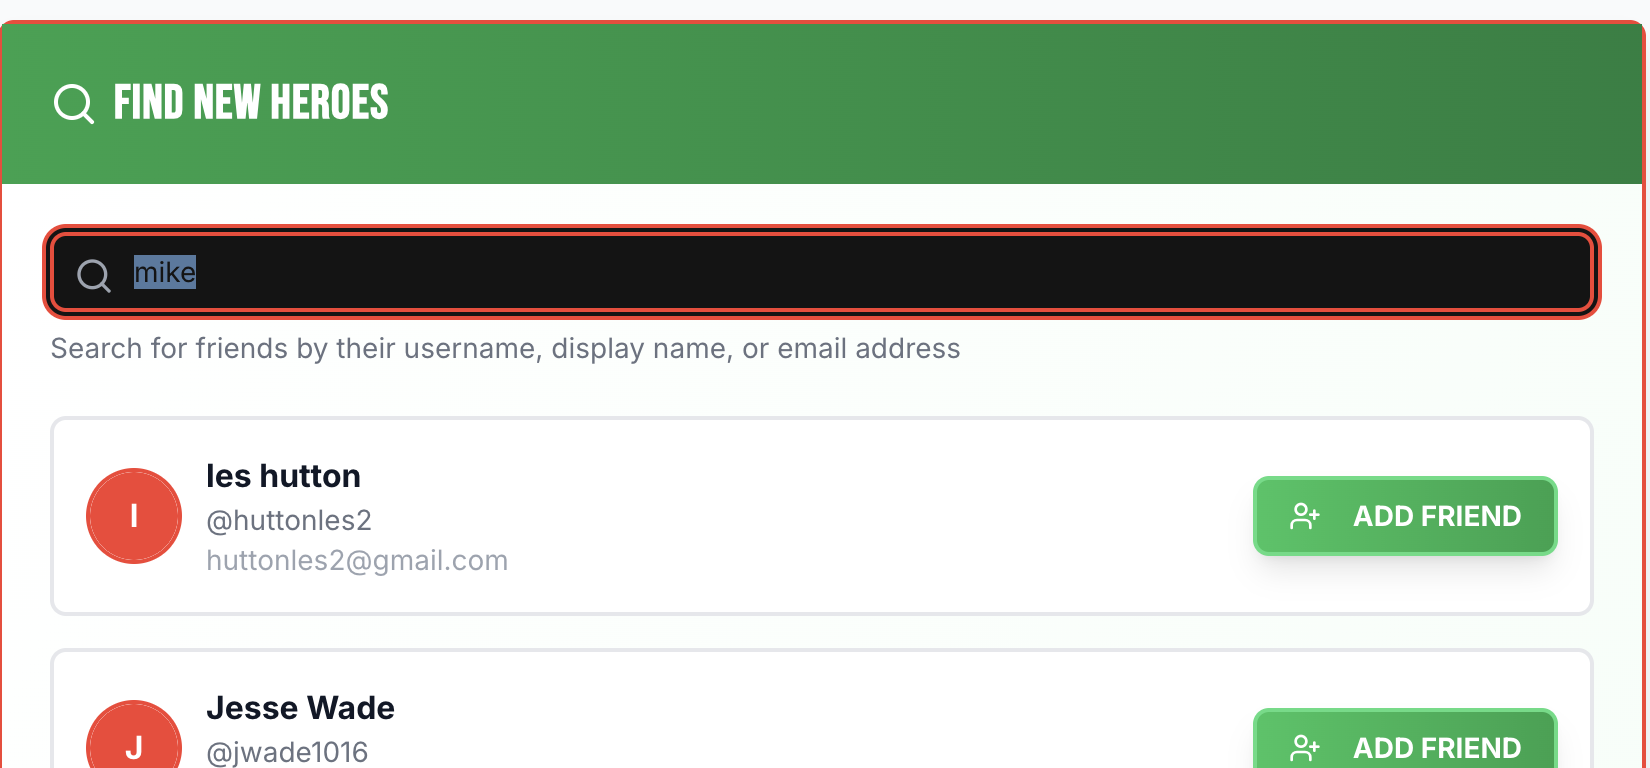 FIND NEW HEROES
mike
Search for friends by their username, display name, or email address
les hutton
@huttonles2
huttonles2@gmail.com
l
ADD FRIEND
Jesse Wade
@jwade1016
J
ADD FRIEND